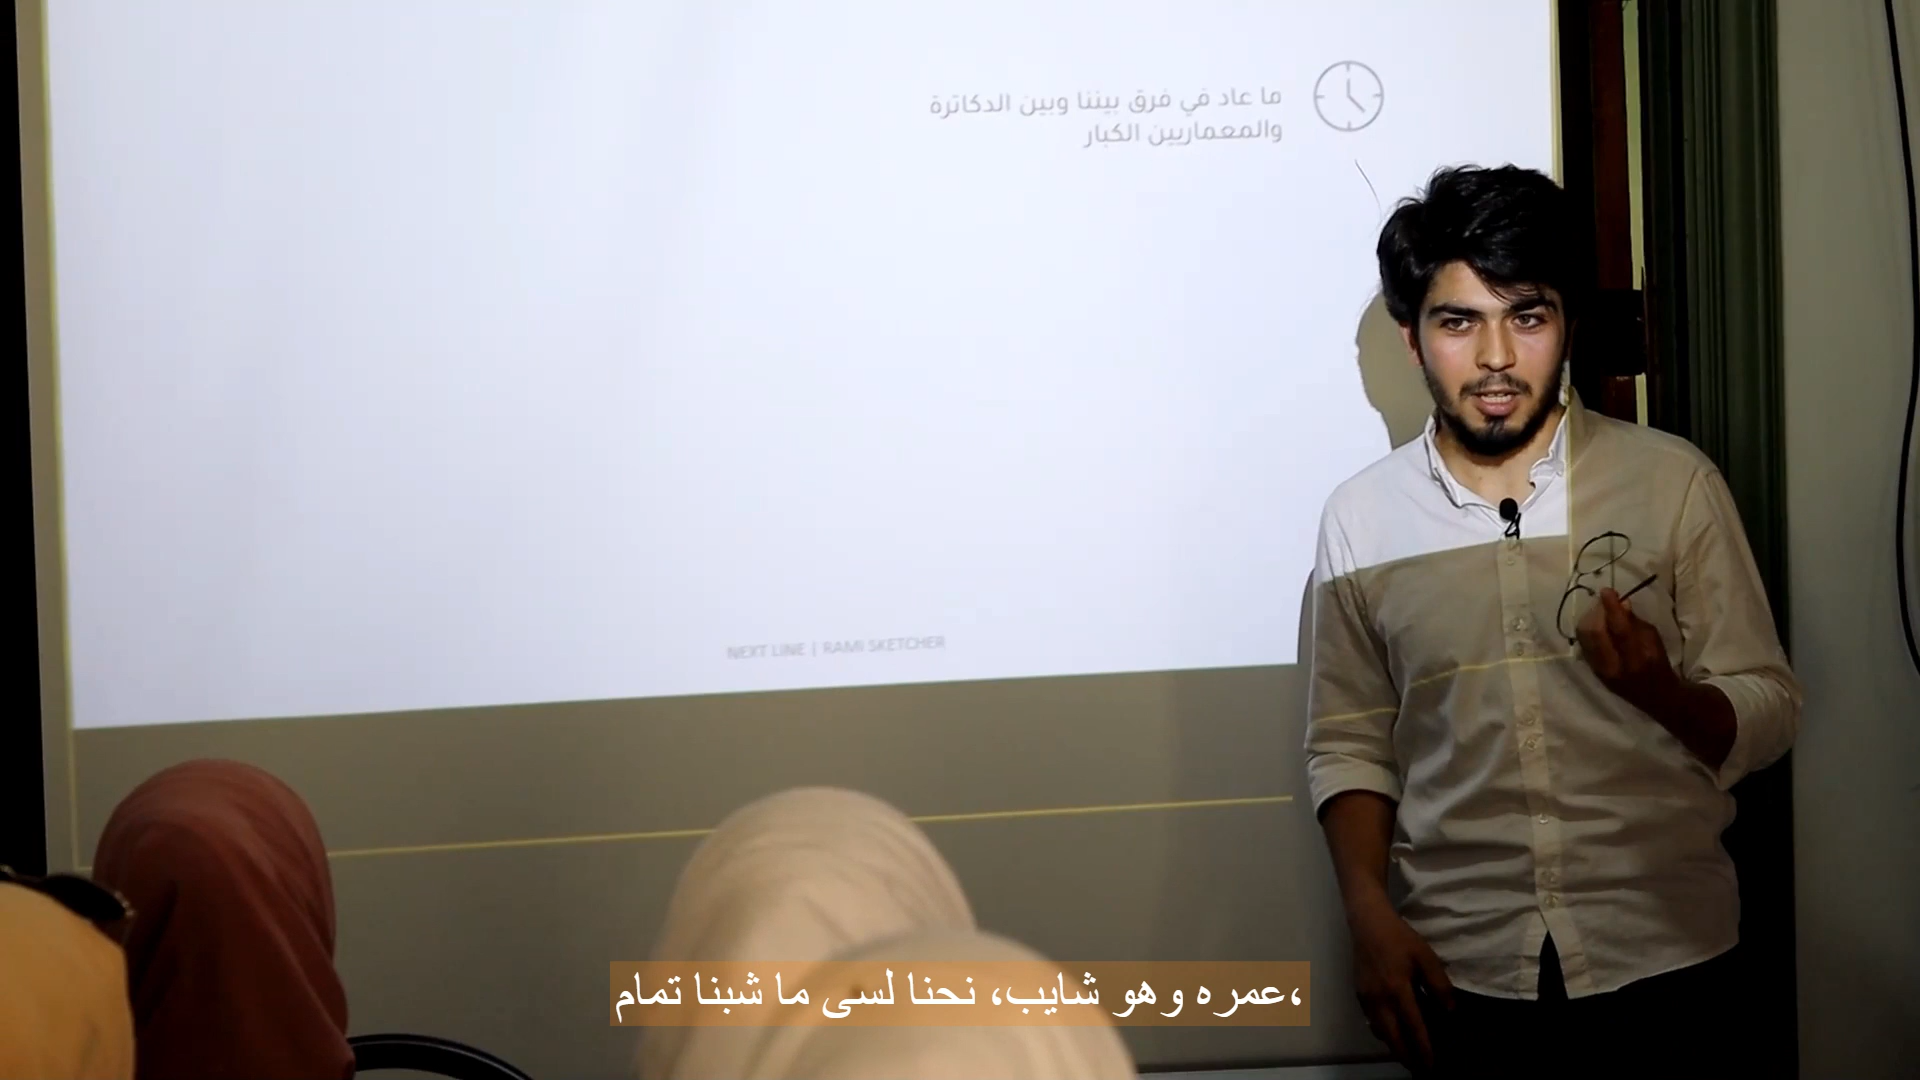 ما عاد في فرق بيننا وبين الدكاترة
والمعماريين الكبار
NEXT LINE | RAMI SKETCHER
عمره وهو شايب، نحنا لسى ما شبنا تمام،